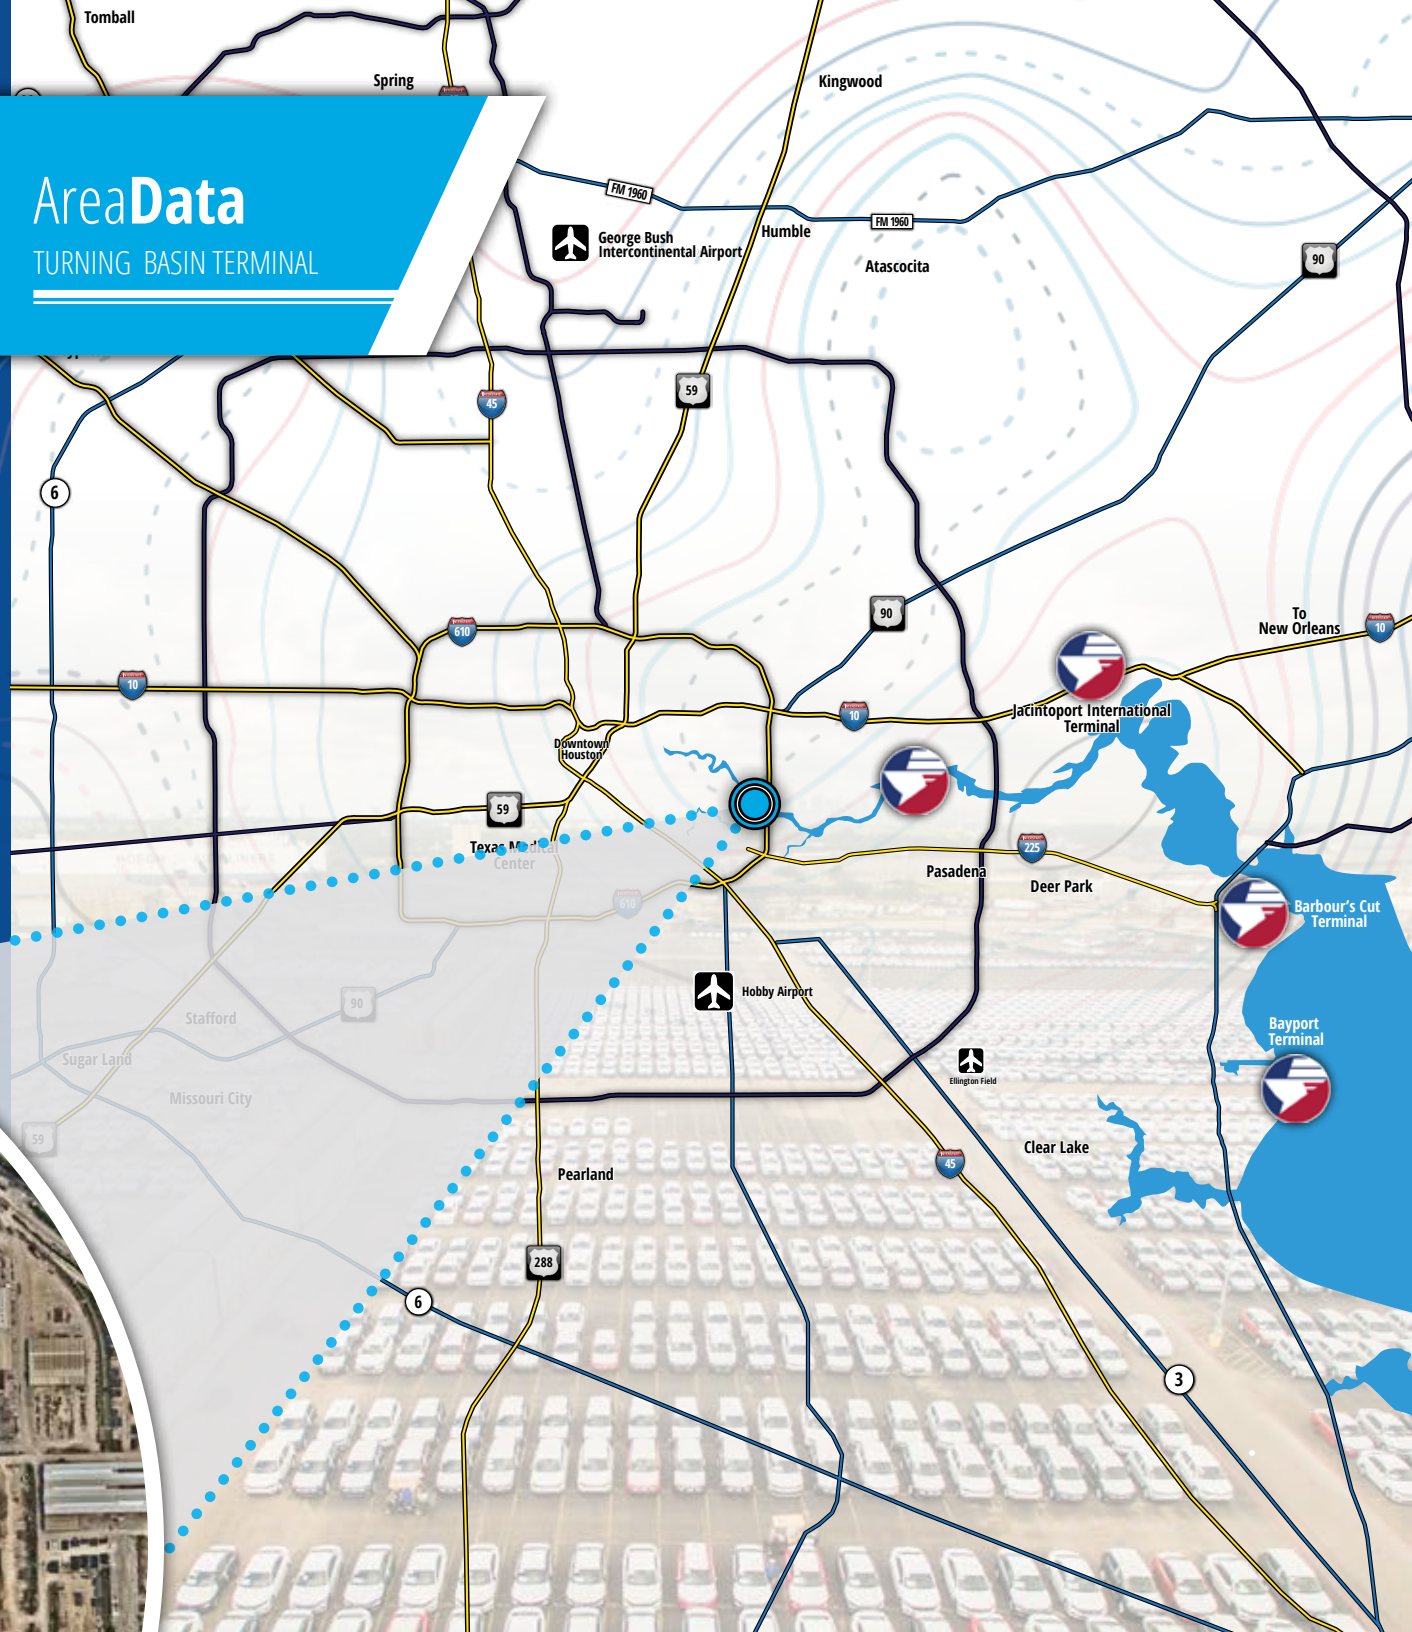 Tomball
Spring
Kingwood
AreaData
TURNING BASIN TERMINAL
FM 1960
FM 1960
George Bush
Intercontinental Airport
Humble
Atascocita
90
59
45
6
90
610
To
New Orleans
10
10
10
Jacintoport International
Terminal
Downtown
Houston
59
Texas Medical
Center
225
Pasadena
Deer Park
610
Barbour's Cut
Terminal
Hobby Airport
90
Stafford
Sugar Land
Missouri City
59
Bayport
Terminal
Ellington Field
Clear Lake
45
Pearland
288
6
3